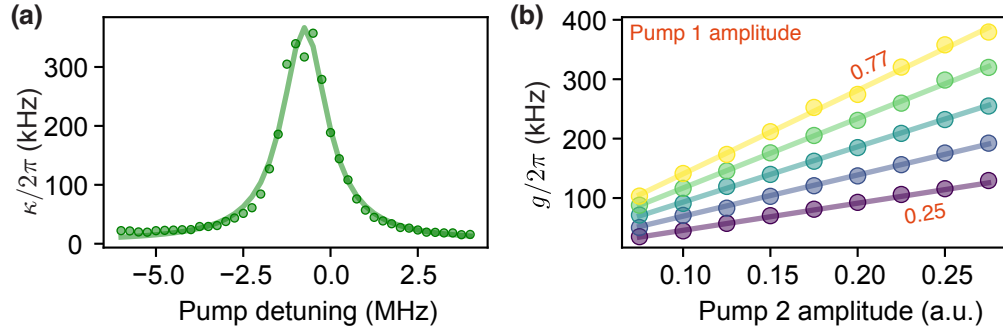 (a)
κ/2π (kHz)
300
200
100
0
−5.0
−2.5
0.0
2.5
Pump detuning (MHz)
(b)
g/2π (kHz)
400
300
200
100
Pump 1 amplitude
0.77
0.25
0.10
0.15
0.20
0.25
Pump 2 amplitude (a.u.)